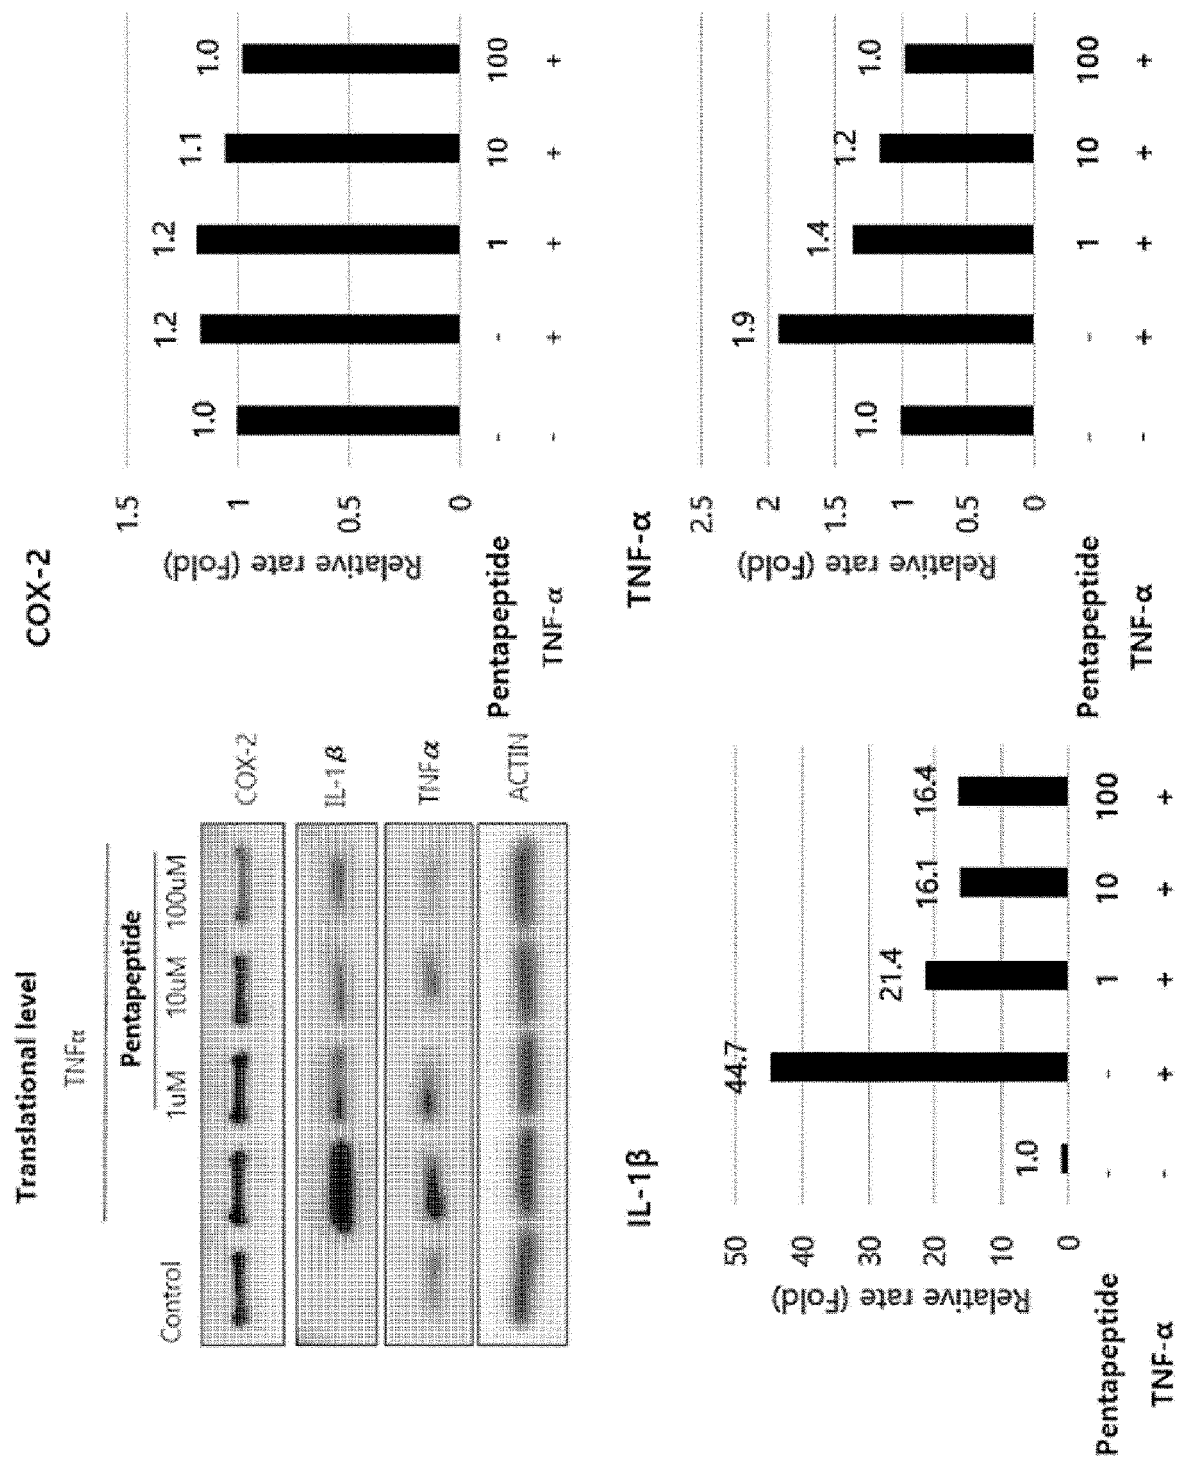 Translational level
TNFα
Pentapeptide
Control 1uM 10uM 100uM
COX-2
IL-1β
TNFα
ACTIN
COX-2
Relative rate (Fold)
1.5
1
0.5
0
1.0 1.2 1.2 1.1 1.0
Pentapeptide - - 1 10 100
TNF-α - + + + +
IL-1β
Relative rate (Fold)
50
40
30
20
10
0
1.0 44.7 21.4 16.1 16.4
Pentapeptide - - 1 10 100
TNF-α - + + + +
TNF-α
Relative rate (Fold)
2.5
2
1.5
1
0.5
0
1.0 1.9 1.4 1.2 1.0
Pentapeptide - - 1 10 100
TNF-α - + + + +